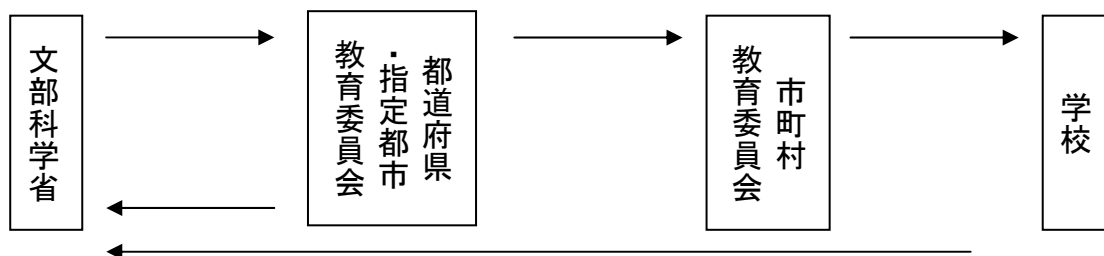 文部科学省
都道府県
・指定都市
教育委員会
市町村
教育委員会
学校